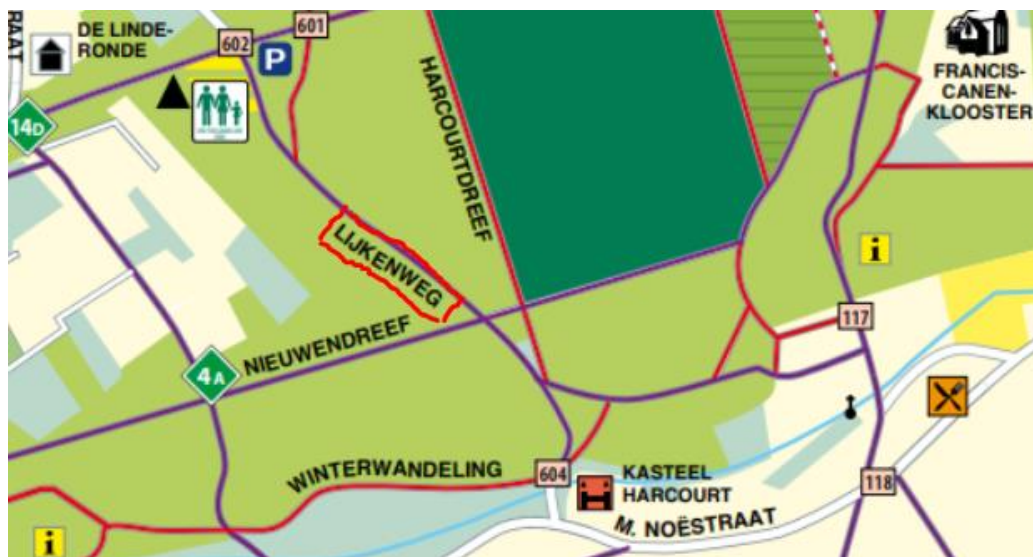 RAAT
DE LINDE-
RONDE
602
601
P
14D
HARCOURTDREEF
FRANCIS-
CANEN-
KLOOSTER
LIJKENWEG
i
NIEUWENDREEF
117
4A
WINTERWANDELING
604
KASTEEL
HARCOURT
118
M. NOËSTRAAT
i